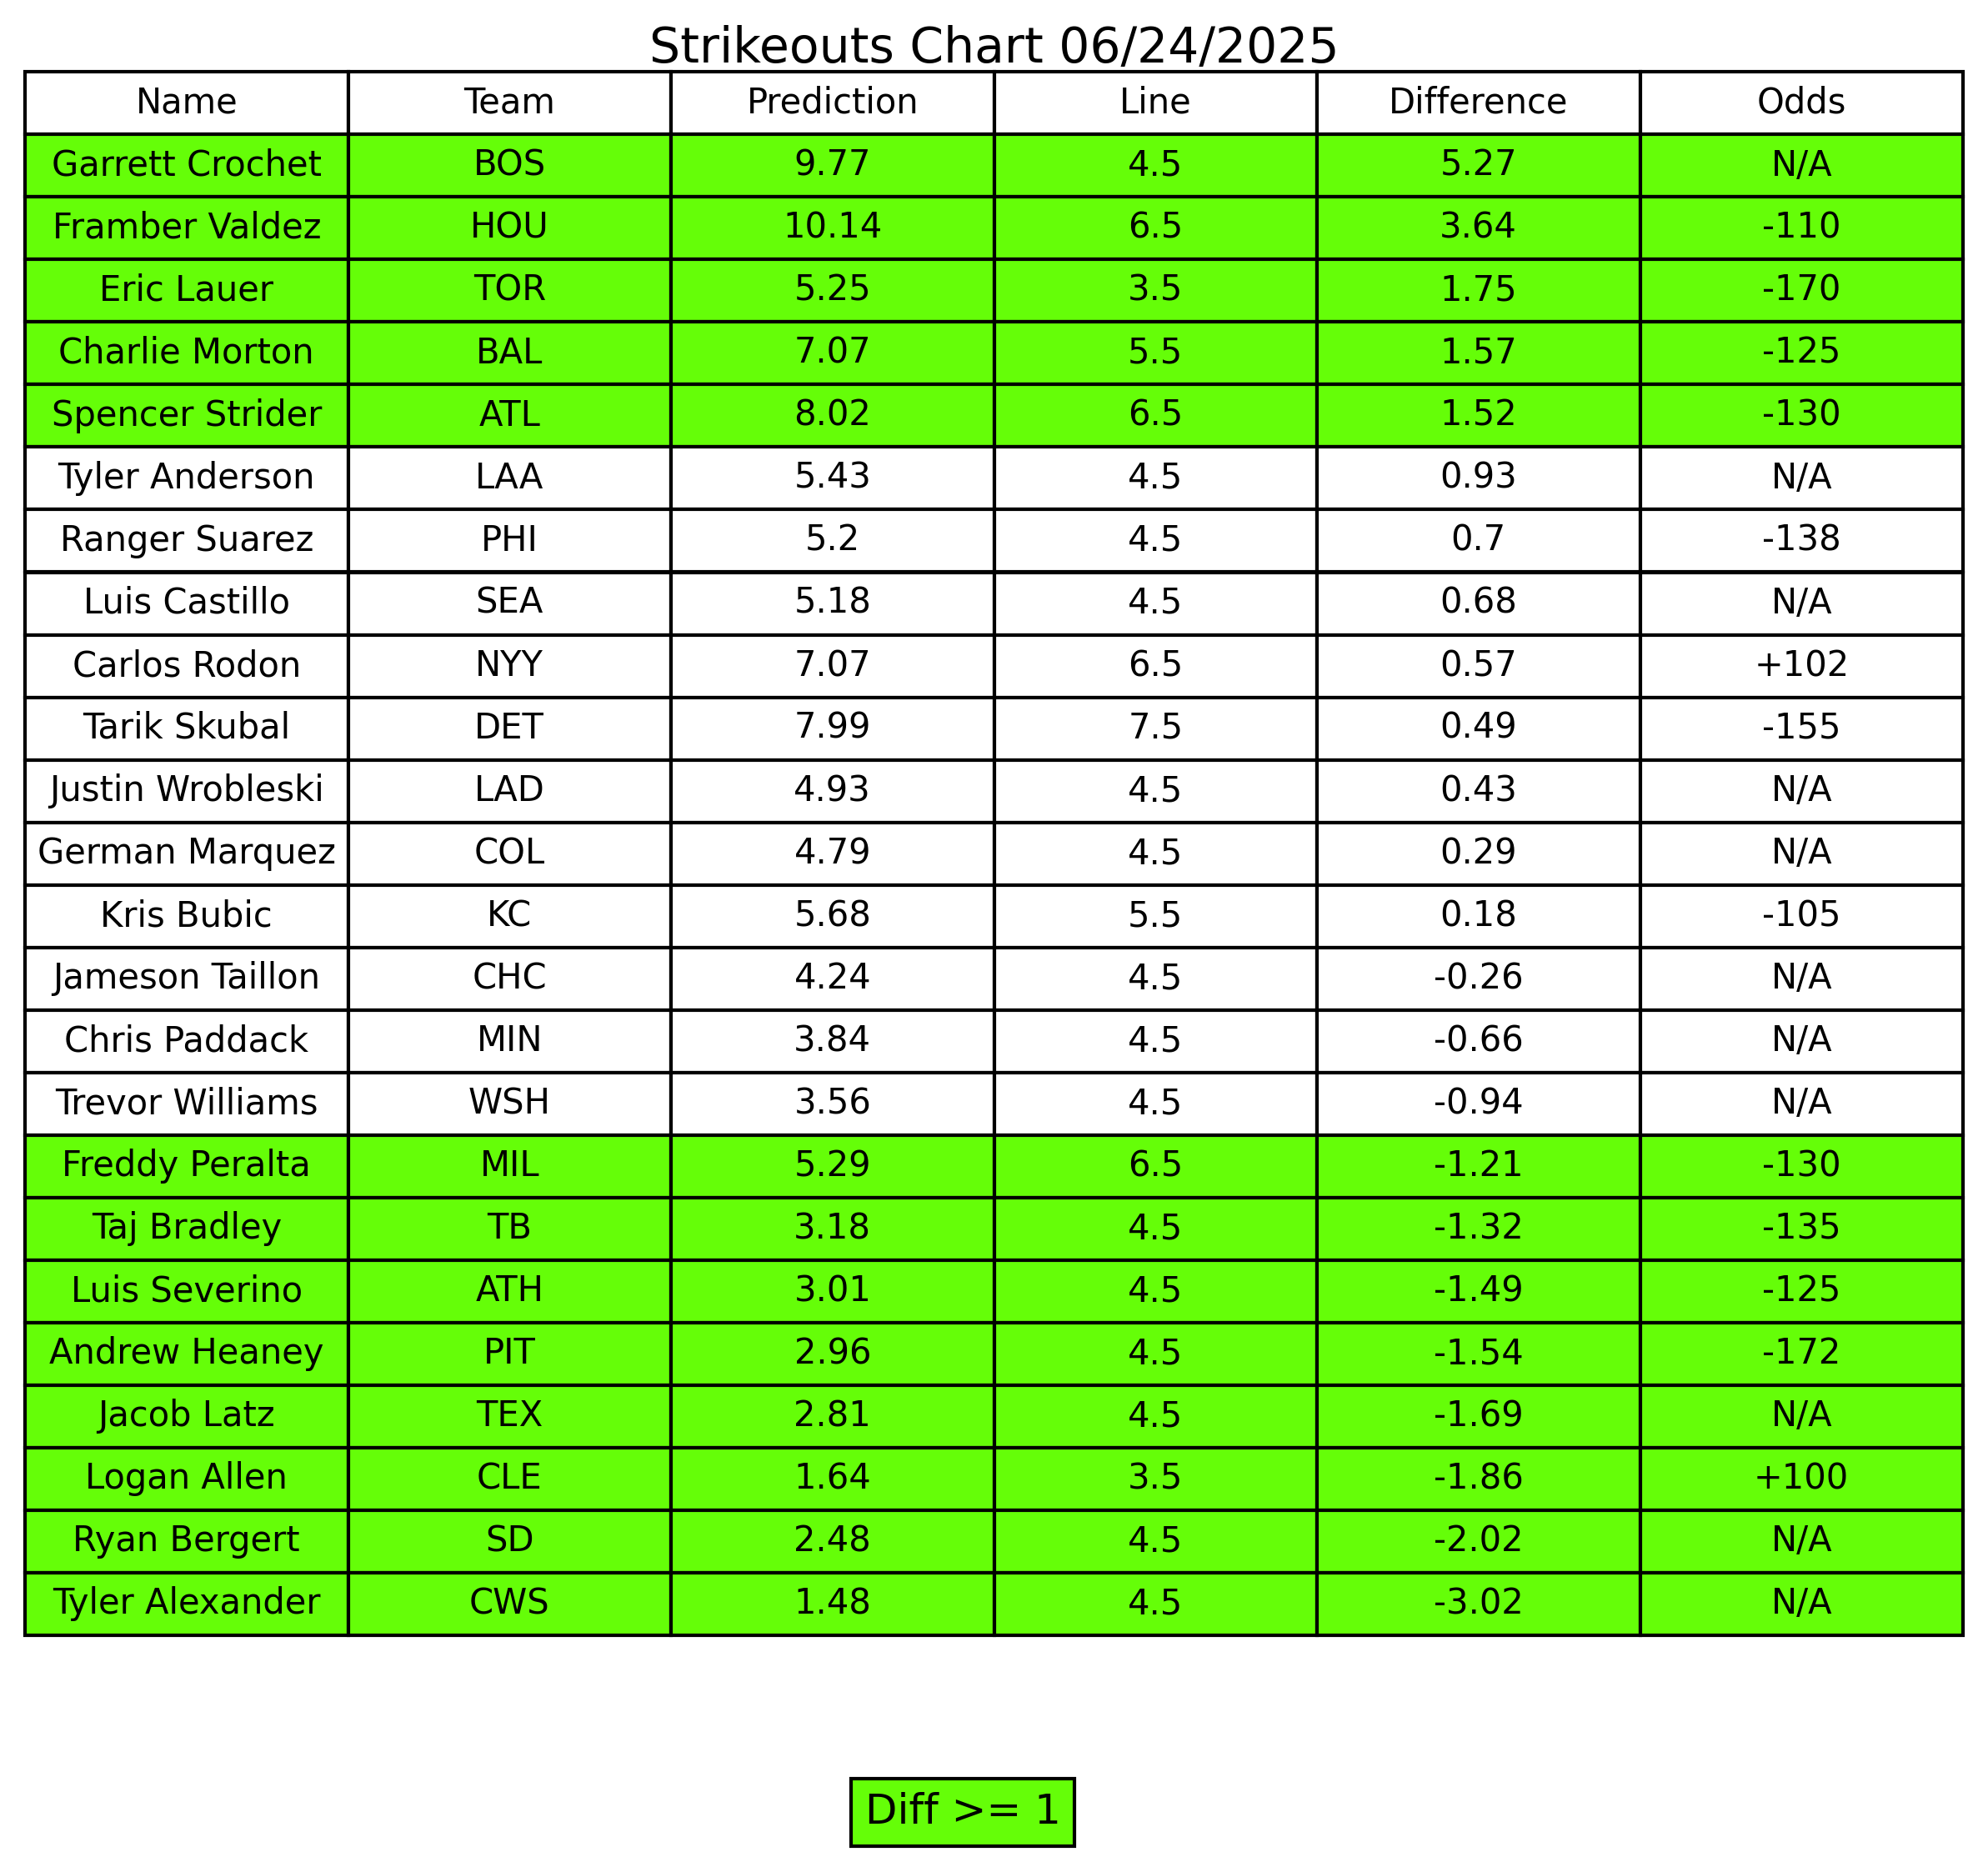 Strikeouts Chart 06/24/2025
Name Team Prediction Line Difference Odds
Garrett Crochet BOS 9.77 4.5 5.27 N/A
Framber Valdez HOU 10.14 6.5 3.64 -110
Eric Lauer TOR 5.25 3.5 1.75 -170
Charlie Morton BAL 7.07 5.5 1.57 -125
Spencer Strider ATL 8.02 6.5 1.52 -130
Tyler Anderson LAA 5.43 4.5 0.93 N/A
Ranger Suarez PHI 5.2 4.5 0.7 -138
Luis Castillo SEA 5.18 4.5 0.68 N/A
Carlos Rodon NYY 7.07 6.5 0.57 +102
Tarik Skubal DET 7.99 7.5 0.49 -155
Justin Wrobleski LAD 4.93 4.5 0.43 N/A
German Marquez COL 4.79 4.5 0.29 N/A
Kris Bubic KC 5.68 5.5 0.18 -105
Jameson Taillon CHC 4.24 4.5 -0.26 N/A
Chris Paddack MIN 3.84 4.5 -0.66 N/A
Trevor Williams WSH 3.56 4.5 -0.94 N/A
Freddy Peralta MIL 5.29 6.5 -1.21 -130
Taj Bradley TB 3.18 4.5 -1.32 -135
Luis Severino ATH 3.01 4.5 -1.49 -125
Andrew Heaney PIT 2.96 4.5 -1.54 -172
Jacob Latz TEX 2.81 4.5 -1.69 N/A
Logan Allen CLE 1.64 3.5 -1.86 +100
Ryan Bergert SD 2.48 4.5 -2.02 N/A
Tyler Alexander CWS 1.48 4.5 -3.02 N/A
Diff >= 1